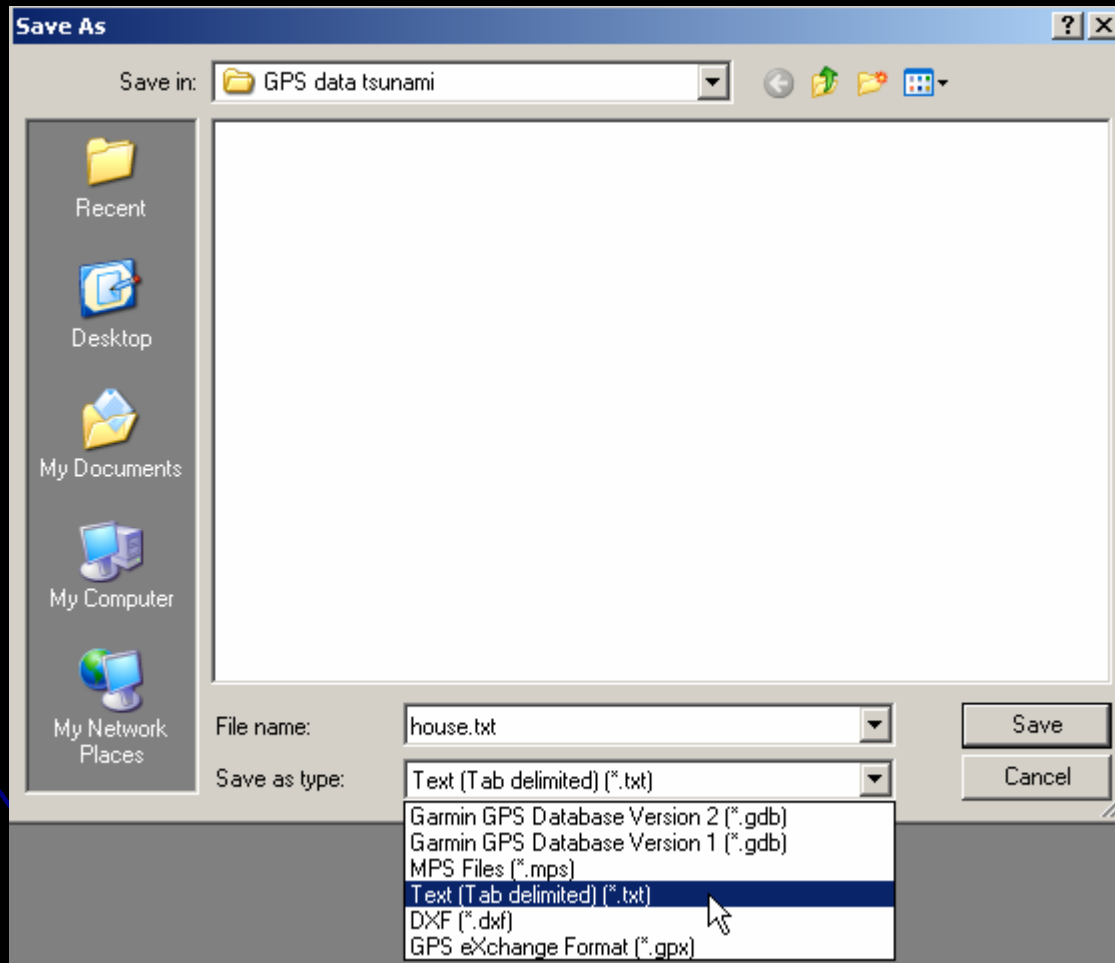 Save As
Save in: GPS data tsunami
Recent
Desktop
My Documents
My Computer
My Network
Places
File name: house.txt Save
Save as type: Text (Tab delimited) (*.txt) Cancel
Garmin GPS Database Version 2 (*.gdb)
Garmin GPS Database Version 1 (*.gdb)
MPS Files (*.mps)
Text (Tab delimited) (*.txt)
DXF (*.dxf)
GPS eXchange Format (*.gpx)